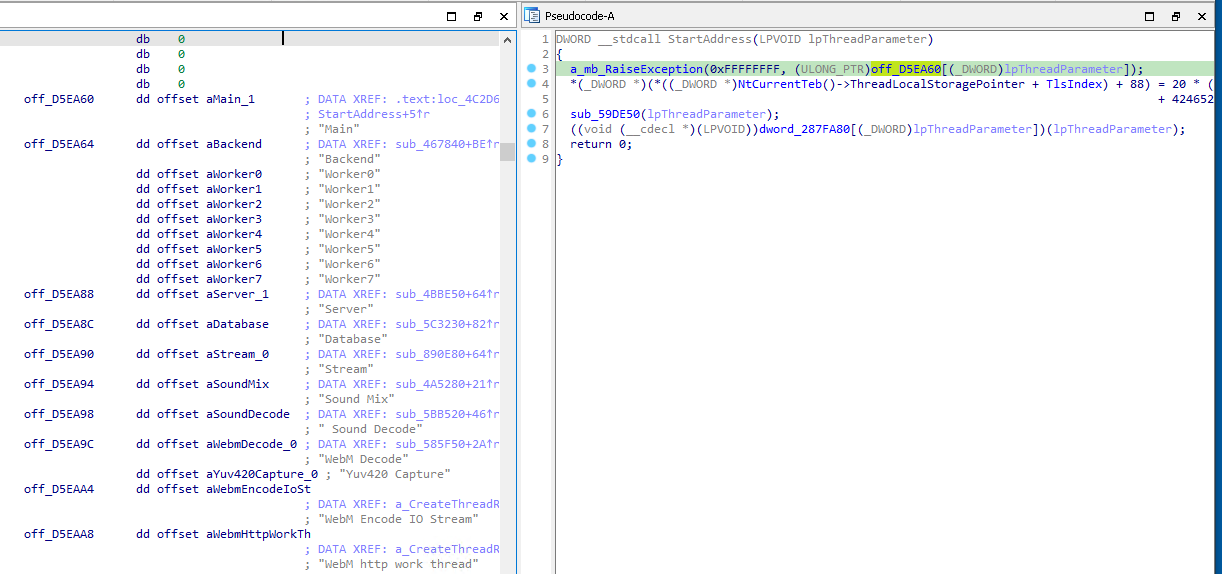 Pseudocode-A
db 0
db 0
db 0
db 0
off_D5EA60 dd offset aMain_1 ; DATA XREF: .text:loc_4C2D6
; StartAddress+5↑r
; "Main"
off_D5EA64 dd offset aBackend ; DATA XREF: sub_467840+BE↑r
; "Backend"
dd offset aWorker0 ; "Worker0"
dd offset aWorker1 ; "Worker1"
dd offset aWorker2 ; "Worker2"
dd offset aWorker3 ; "Worker3"
dd offset aWorker4 ; "Worker4"
dd offset aWorker5 ; "Worker5"
dd offset aWorker6 ; "Worker6"
dd offset aWorker7 ; "Worker7"
off_D5EA88 dd offset aServer_1 ; DATA XREF: sub_4BBE50+64↑r
; "Server"
off_D5EA8C dd offset aDatabase ; DATA XREF: sub_5C3230+82↑r
; "Database"
off_D5EA90 dd offset aStream_0 ; DATA XREF: sub_890E80+64↑r
; "Stream"
off_D5EA94 dd offset aSoundMix ; DATA XREF: sub_4A5280+21↑r
; "Sound Mix"
off_D5EA98 dd offset aSoundDecode ; DATA XREF: sub_5BB520+46↑r
; " Sound Decode"
off_D5EA9C dd offset aWebmDecode_0 ; DATA XREF: sub_585F50+2A↑r
; "WebM Decode"
dd offset aYuv420Capture_0 ; "Yuv420 Capture"
off_D5EAA4 dd offset aWebmEncodeIoSt
; DATA XREF: a_CreateThreadR
; "WebM Encode IO Stream"
off_D5EAA8 dd offset aWebmHttpWorkTh
; DATA XREF: a_CreateThreadR
; "WebM http work thread"
1 DWORD __stdcall StartAddress(LPVOID lpThreadParameter)
2 {
3 a_mb_RaiseException(0xFFFFFFFF, (ULONG_PTR)off_D5EA60[(_DWORD)lpThreadParameter]);
4 *(_DWORD *)(*((_DWORD *)NtCurrentTeb()->ThreadLocalStoragePointer + TlsIndex) + 88) = 20 * (
5 + 424652
6 sub_59DE50(lpThreadParameter);
7 ((void (__cdecl *)(LPVOID))dword_287FA80[(_DWORD)lpThreadParameter])(lpThreadParameter);
8 return 0;
9 }